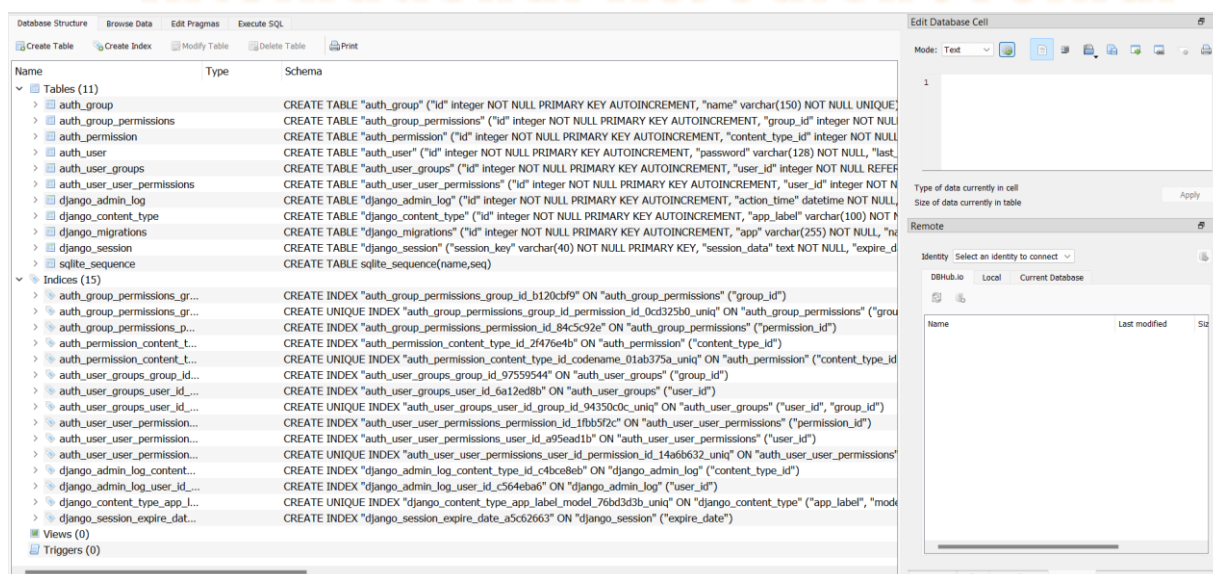 Database Structure Browse Data Edit Pragmas Execute SQL
Create Table Create Index Modify Table Delete Table Print
Name Type Schema
Tables (11)
auth_group CREATE TABLE "auth_group" ("id" integer NOT NULL PRIMARY KEY AUTOINCREMENT, "name" varchar(150) NOT NULL UNIQUE)
auth_group_permissions CREATE TABLE "auth_group_permissions" ("id" integer NOT NULL PRIMARY KEY AUTOINCREMENT, "group_id" integer NOT NUL
auth_permission CREATE TABLE "auth_permission" ("id" integer NOT NULL PRIMARY KEY AUTOINCREMENT, "content_type_id" integer NOT NULL
auth_user CREATE TABLE "auth_user" ("id" integer NOT NULL PRIMARY KEY AUTOINCREMENT, "password" varchar(128) NOT NULL, "last_
auth_user_groups CREATE TABLE "auth_user_groups" ("id" integer NOT NULL PRIMARY KEY AUTOINCREMENT, "user_id" integer NOT NULL REFER
auth_user_user_permissions CREATE TABLE "auth_user_user_permissions" ("id" integer NOT NULL PRIMARY KEY AUTOINCREMENT, "user_id" integer NOT N
django_admin_log CREATE TABLE "django_admin_log" ("id" integer NOT NULL PRIMARY KEY AUTOINCREMENT, "action_time" datetime NOT NULL,
django_content_type CREATE TABLE "django_content_type" ("id" integer NOT NULL PRIMARY KEY AUTOINCREMENT, "app_label" varchar(100) NOT N
django_migrations CREATE TABLE "django_migrations" ("id" integer NOT NULL PRIMARY KEY AUTOINCREMENT, "app" varchar(255) NOT NULL, "na
django_session CREATE TABLE "django_session" ("session_key" varchar(40) NOT NULL PRIMARY KEY, "session_data" text NOT NULL, "expire_d
sqlite_sequence CREATE TABLE sqlite_sequence(name,seq)
Indices (15)
auth_group_permissions_gr... CREATE INDEX "auth_group_permissions_group_id_b120cbf9" ON "auth_group_permissions" ("group_id")
auth_group_permissions_gr... CREATE UNIQUE INDEX "auth_group_permissions_group_id_permission_id_0cd325b0_uniq" ON "auth_group_permissions" ("grou
auth_group_permissions_p... CREATE INDEX "auth_group_permissions_permission_id_84c5c92e" ON "auth_group_permissions" ("permission_id")
auth_permission_content_t... CREATE INDEX "auth_permission_content_type_id_2f476e4b" ON "auth_permission" ("content_type_id")
auth_permission_content_t... CREATE UNIQUE INDEX "auth_permission_content_type_id_codename_01ab375a_uniq" ON "auth_permission" ("content_type_id
auth_user_groups_group_id... CREATE INDEX "auth_user_groups_group_id_97559544" ON "auth_user_groups" ("group_id")
auth_user_groups_user_id_... CREATE INDEX "auth_user_groups_user_id_6a12ed8b" ON "auth_user_groups" ("user_id")
auth_user_groups_user_id_... CREATE UNIQUE INDEX "auth_user_groups_user_id_group_id_94350c0c_uniq" ON "auth_user_groups" ("user_id", "group_id")
auth_user_user_permission... CREATE INDEX "auth_user_user_permissions_permission_id_1fbb5f2c" ON "auth_user_user_permissions" ("permission_id")
auth_user_user_permission... CREATE INDEX "auth_user_user_permissions_user_id_a95ead1b" ON "auth_user_user_permissions" ("user_id")
auth_user_user_permission... CREATE UNIQUE INDEX "auth_user_user_permissions_user_id_permission_id_14a6b632_uniq" ON "auth_user_user_permissions"
django_admin_log_content... CREATE INDEX "django_admin_log_content_type_id_c4bce8eb" ON "django_admin_log" ("content_type_id")
django_admin_log_user_id_... CREATE INDEX "django_admin_log_user_id_c564eba6" ON "django_admin_log" ("user_id")
django_content_type_app_l... CREATE UNIQUE INDEX "django_content_type_app_label_model_76bd3d3b_uniq" ON "django_content_type" ("app_label", "mode
django_session_expire_dat... CREATE INDEX "django_session_expire_date_a5c62663" ON "django_session" ("expire_date")
Views (0)
Triggers (0)
Edit Database Cell
Mode: Text
1
Type of data currently in cell
Size of data currently in table
Apply
Remote
Identity Select an identity to connect
DBHub.io Local Current Database
Name Last modified Siz